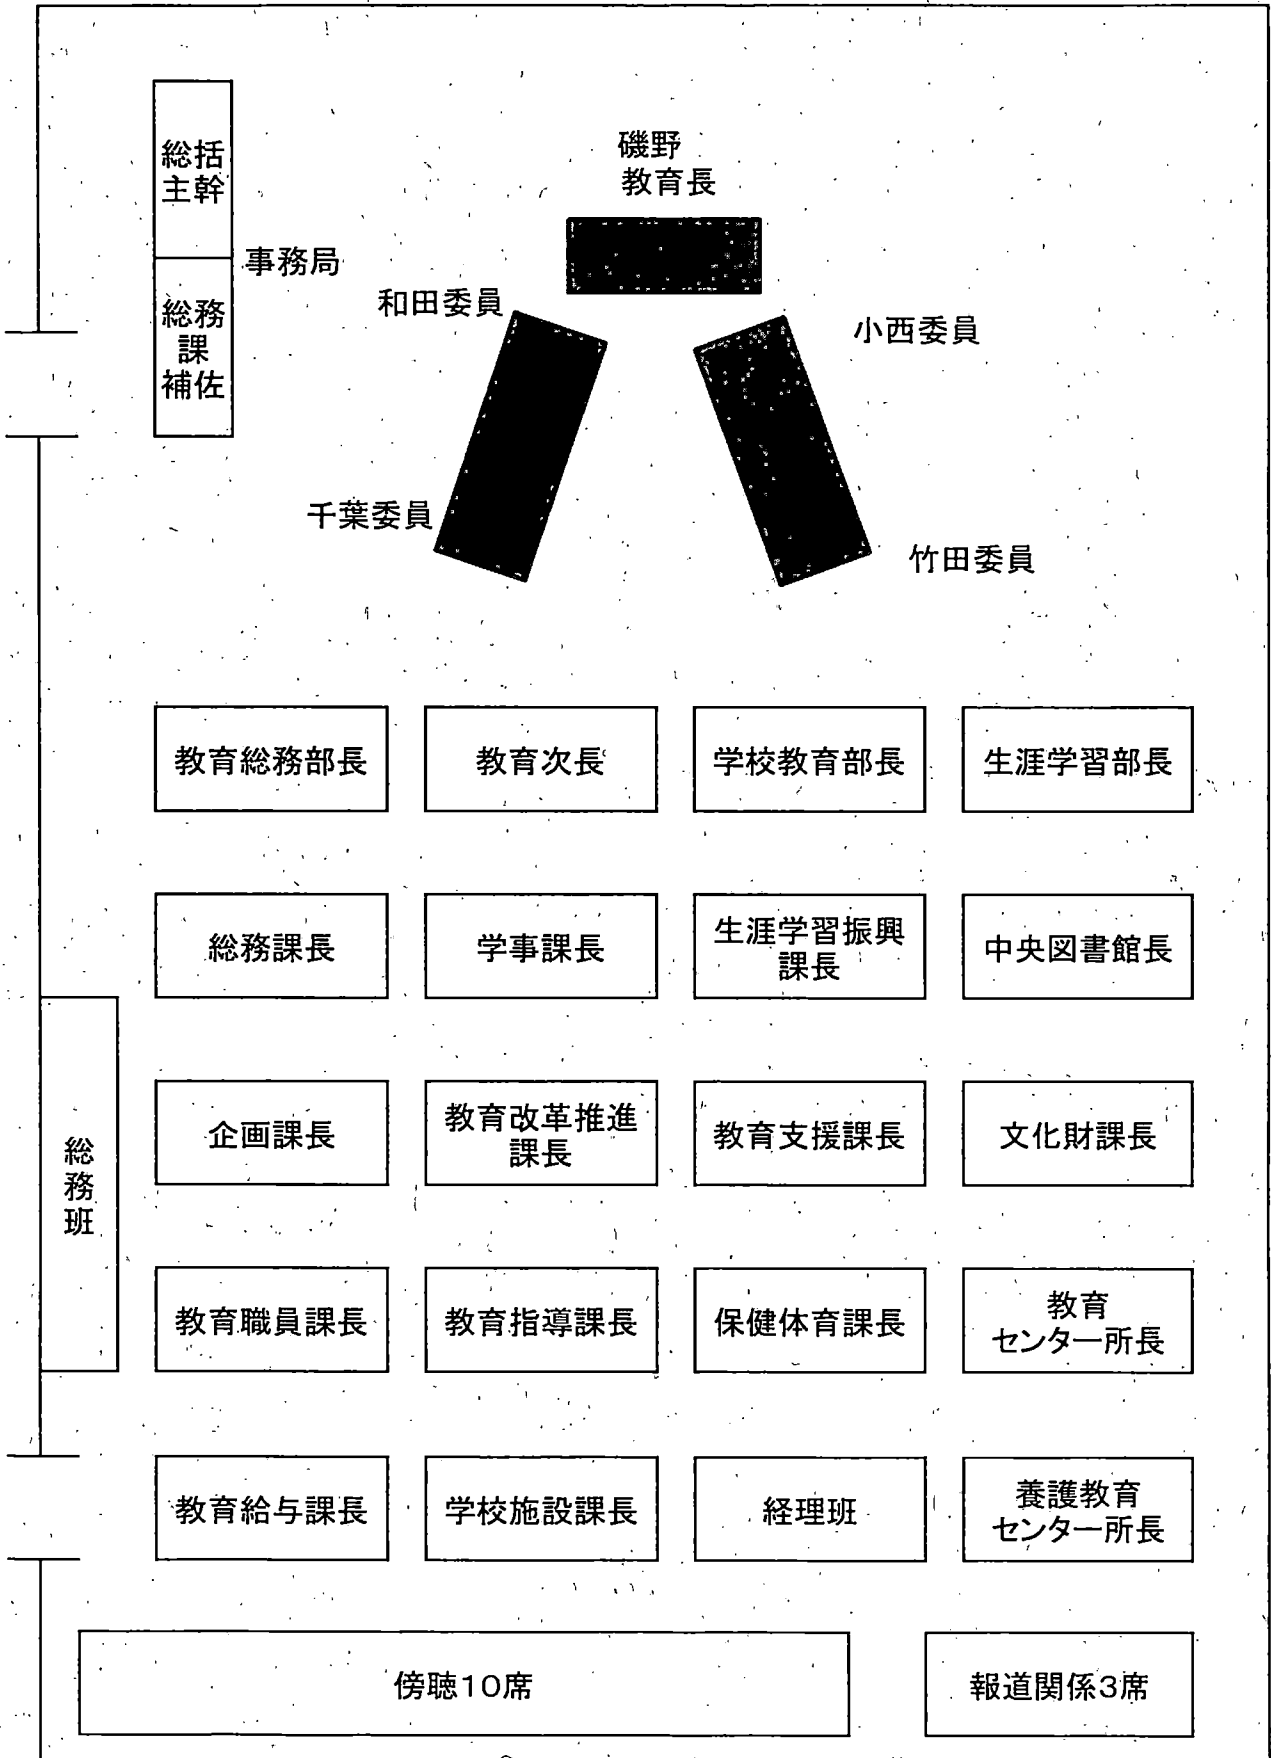 総括
主幹
磯野
教育長
事務局
和田委員
総務
課
補佐
小西委員
千葉委員
竹田委員
教育総務部長
教育次長
学校教育部長
生涯学習部長
総務課長
学事課長
生涯学習振興
課長
中央図書館長
総務班
企画課長
教育改革推進
課長
教育支援課長
文化財課長
教育職員課長
教育指導課長
保健体育課長
教育
センター所長
教育給与課長
学校施設課長
経理班
養護教育
センター所長
傍聴10席
報道関係3席